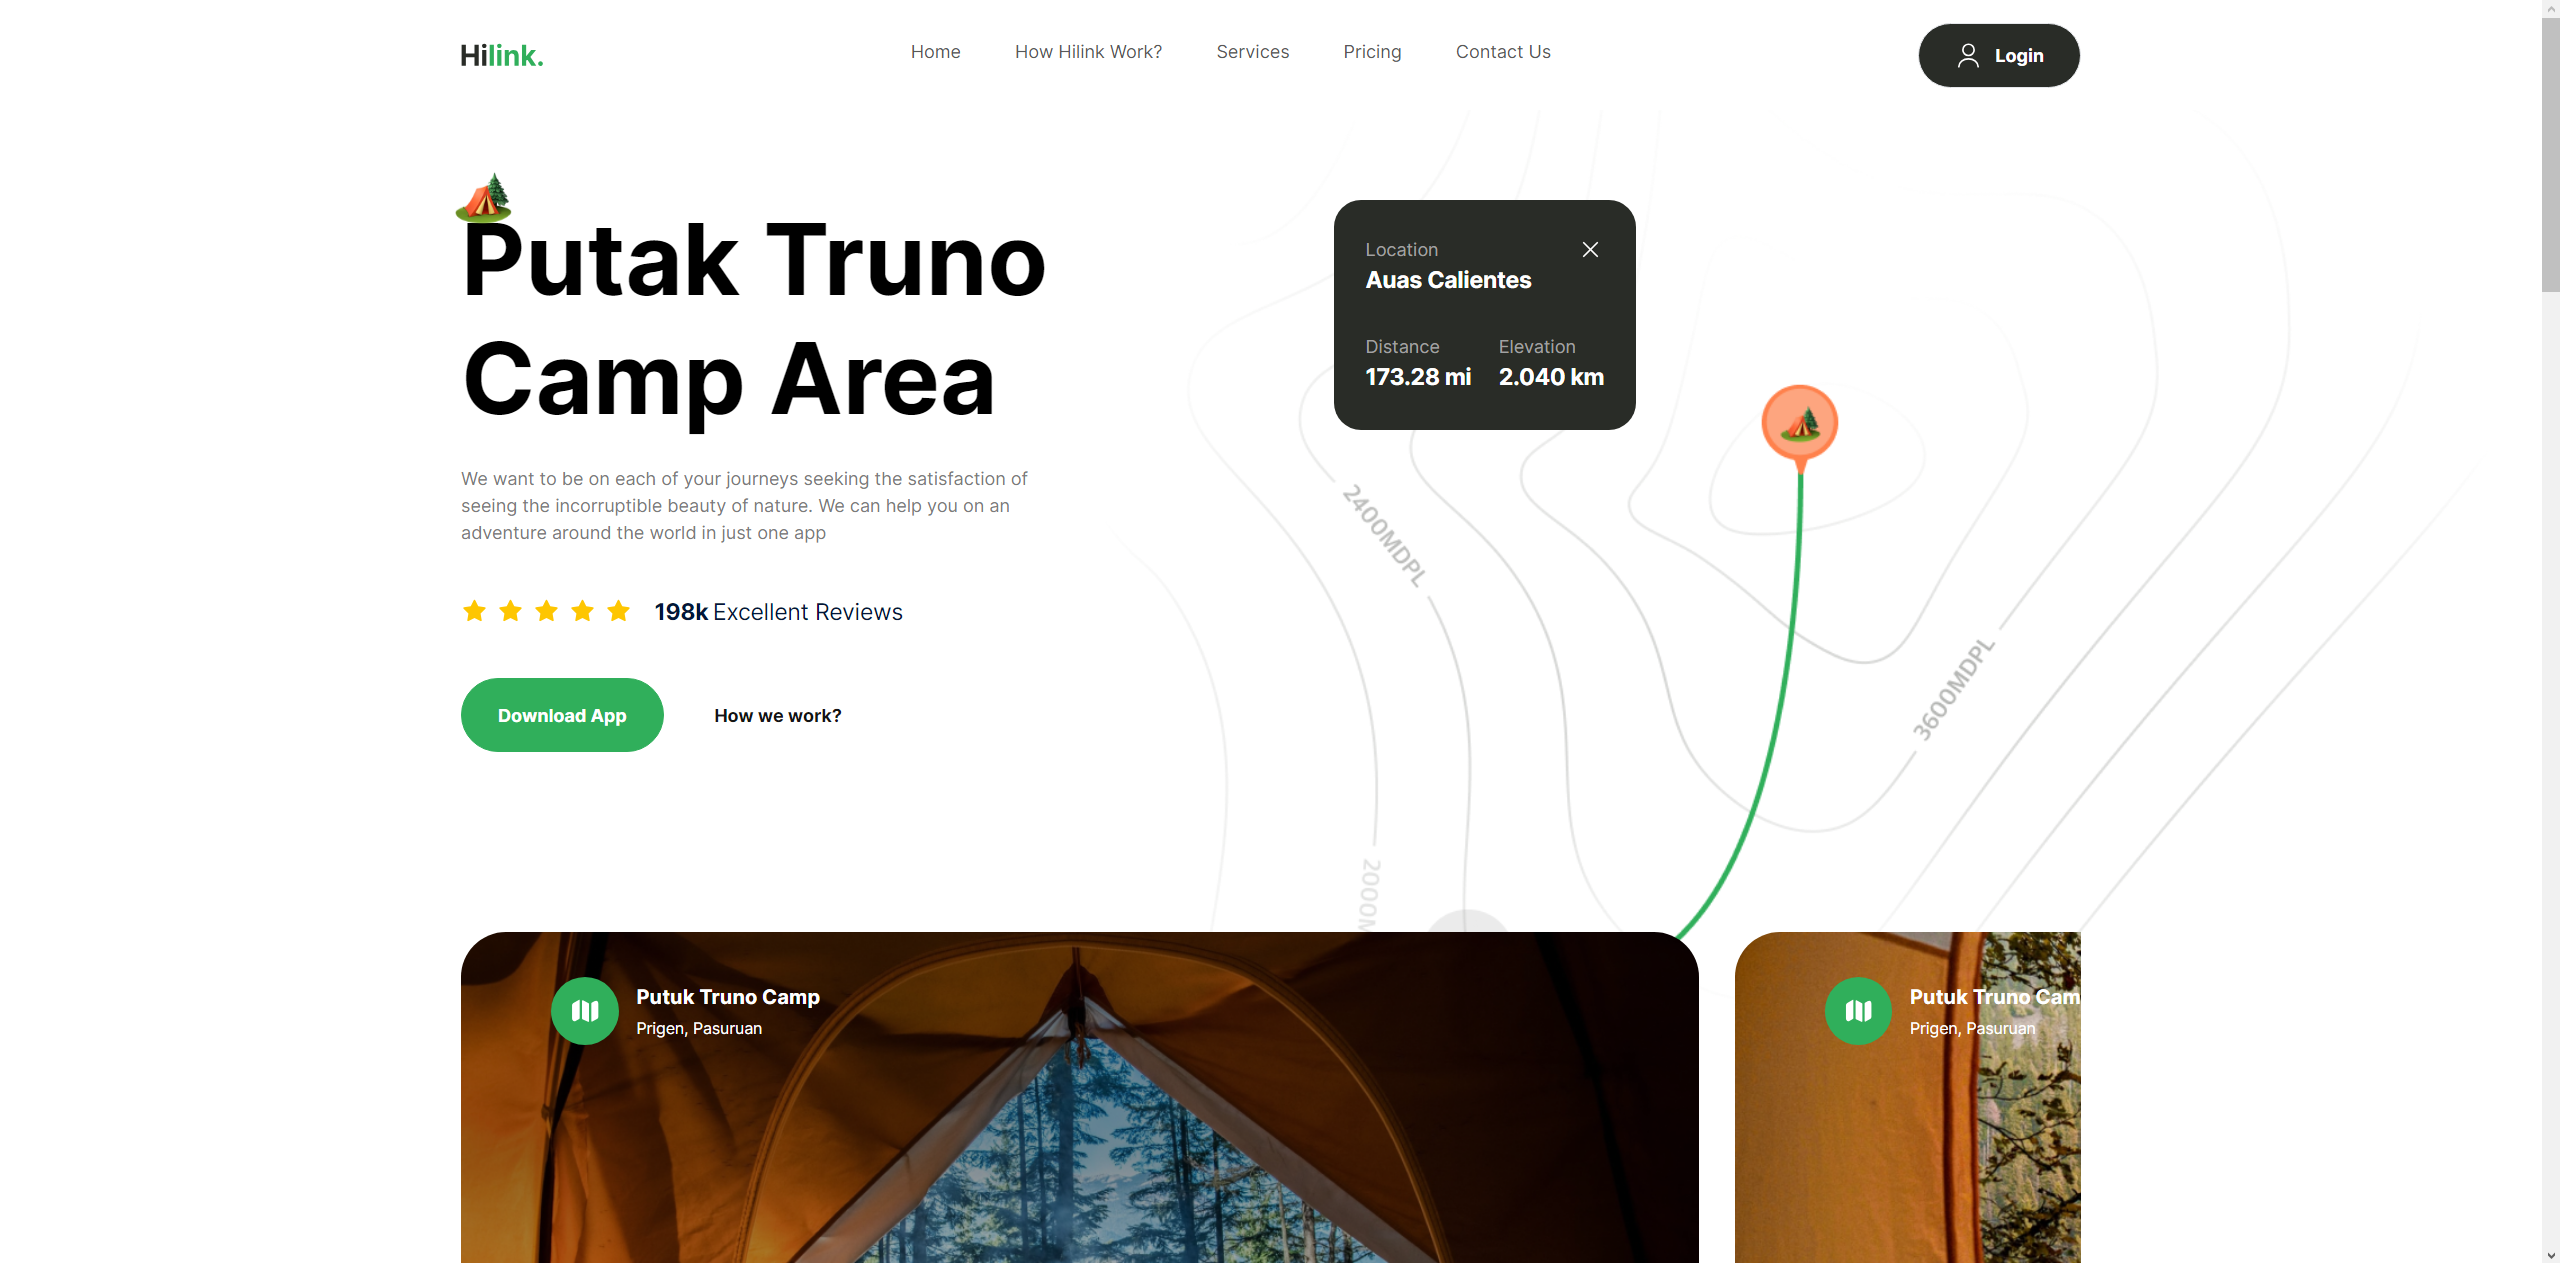 Hilink.
Home
How Hilink Work?
Services
Pricing
Contact Us
Login
Putak Truno
Camp Area
We want to be on each of your journeys seeking the satisfaction of
seeing the incorruptible beauty of nature. We can help you on an
adventure around the world in just one app
198k Excellent Reviews
Download App
How we work?
Location
Auas Calientes
Distance
Elevation
173.28 mi
2.040 km
2400MDPL
3600MDPL
2000M
Putuk Truno Camp
Prigen, Pasuruan
Putuk Truno Cam
Prigen, Pasuruan